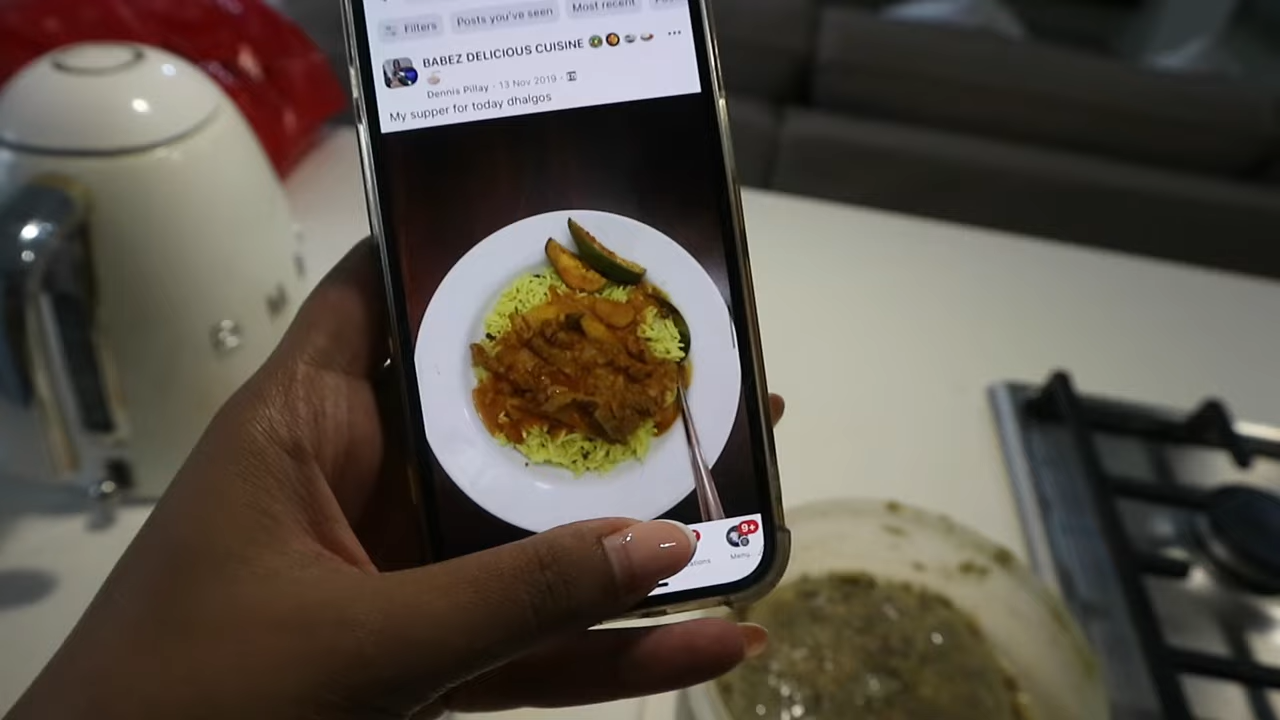 Filters
Posts you've seen
Most recent
BABEZ DELICIOUS CUISINE
Dennis Pillay · 13 Nov 2019 ·
My supper for today dhalgos
9+
Menu